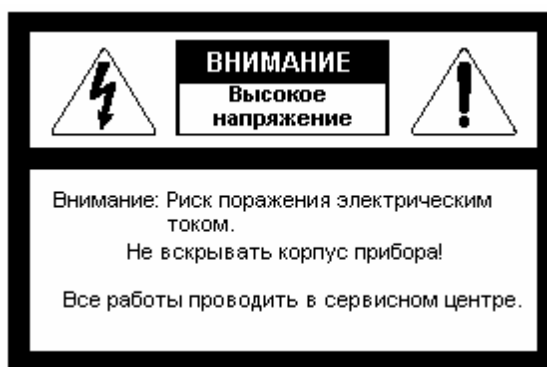 ВНИМАНИЕ
Высокое
напряжение
Внимание: Риск поражения электрическим
током.
Не вскрывать корпус прибора!
Все работы проводить в сервисном центре.